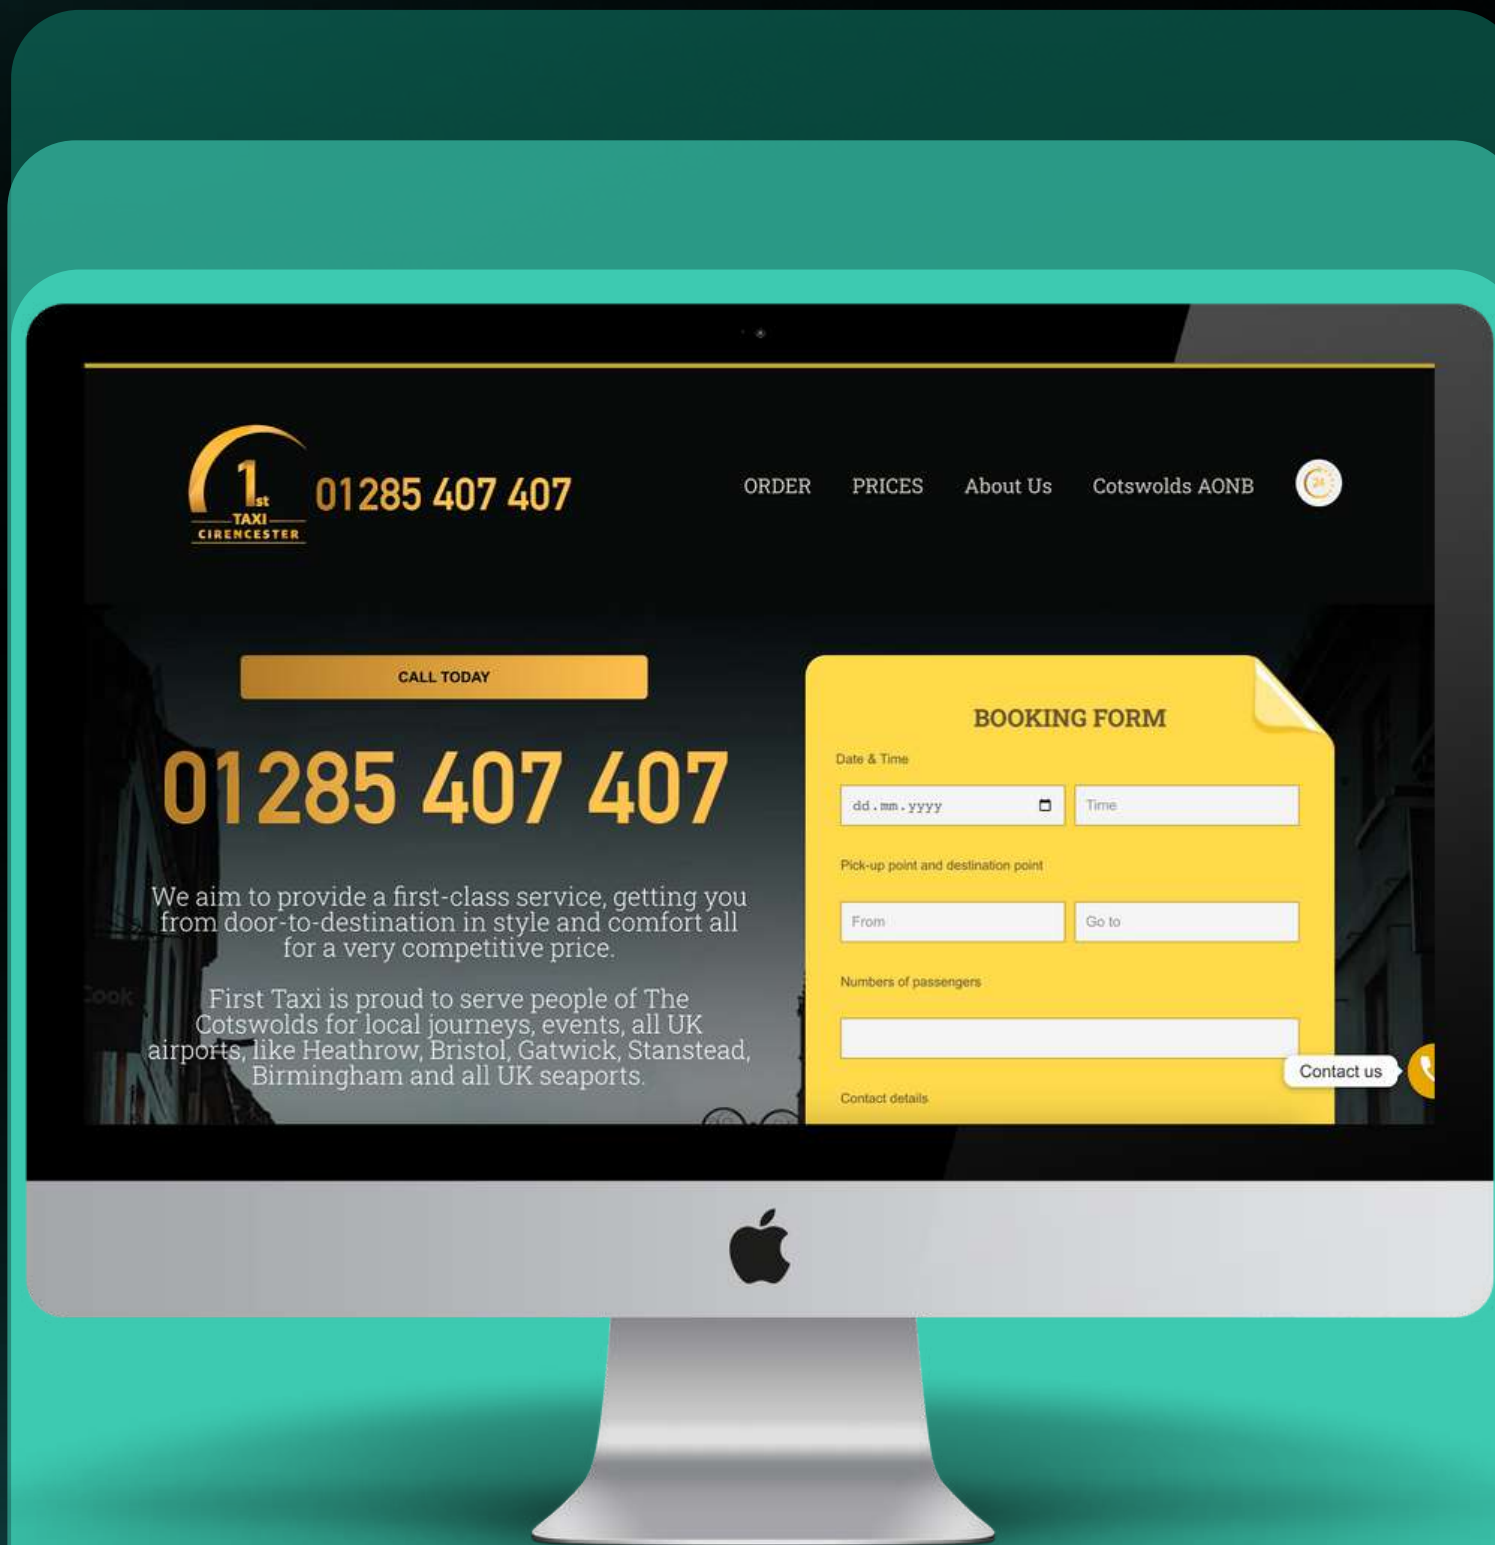 1st
TAXI
CIRENCESTER
01285 407 407
ORDER PRICES About Us Cotswolds AONB
24
CALL TODAY
01285 407 407
We aim to provide a first-class service, getting you
from door-to-destination in style and comfort all
for a very competitive price.
First Taxi is proud to serve people of The
Cotswolds for local journeys, events, all UK
airports, like Heathrow, Bristol, Gatwick, Stanstead,
Birmingham and all UK seaports.
Cook
BOOKING FORM
Date & Time
dd.mm.yyyy Time
Pick-up point and destination point
From Go to
Numbers of passengers
Contact us
Contact details